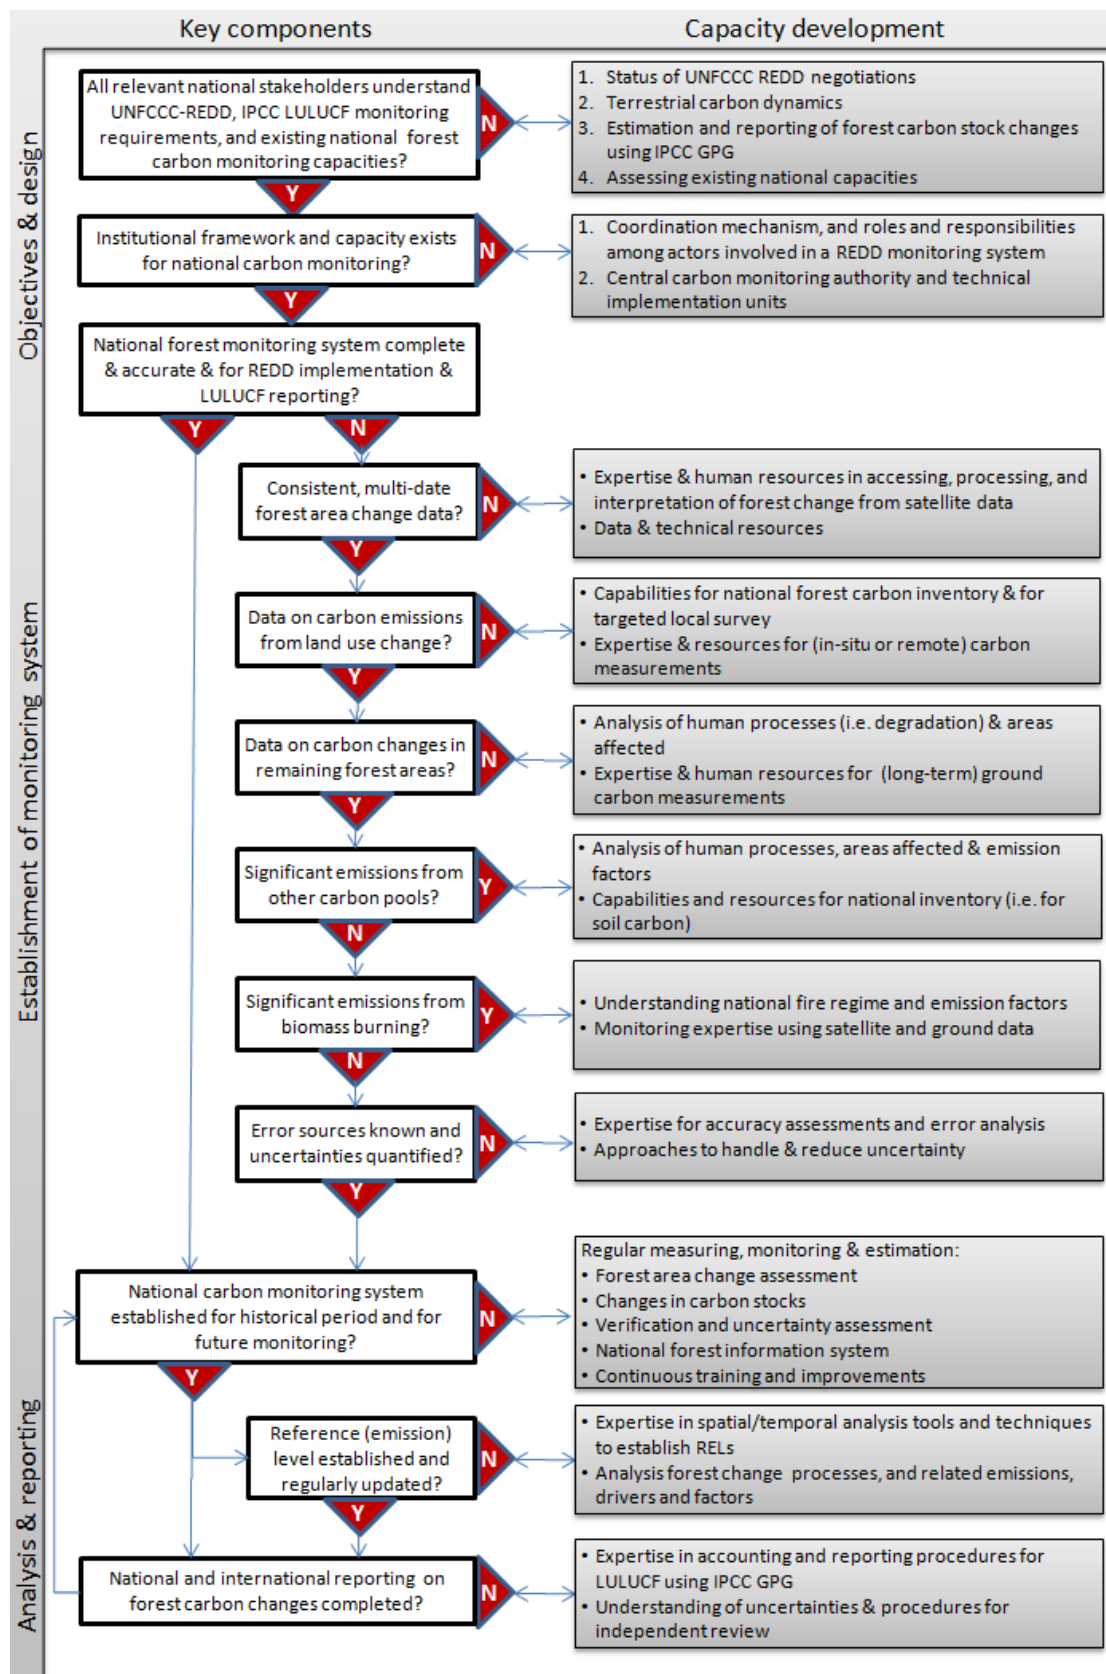 Key components
Capacity development
Objectives & design
All relevant national stakeholders understand
UNFCCC-REDD, IPCC LULUCF monitoring
requirements, and existing national forest
carbon monitoring capacities?
N
Y
1. Status of UNFCCC REDD negotiations
2. Terrestrial carbon dynamics
3. Estimation and reporting of forest carbon stock changes
using IPCC GPG
4. Assessing existing national capacities
Institutional framework and capacity exists
for national carbon monitoring?
N
Y
1. Coordination mechanism, and roles and responsibilities
among actors involved in a REDD monitoring system
2. Central carbon monitoring authority and technical
implementation units
National forest monitoring system complete
& accurate & for REDD implementation &
LULUCF reporting?
Y
N
Establishment of monitoring system
Consistent, multi-date
forest area change data?
N
Y
• Expertise & human resources in accessing, processing, and
interpretation of forest change from satellite data
• Data & technical resources
Data on carbon emissions
from land use change?
N
Y
• Capabilities for national forest carbon inventory & for
targeted local survey
• Expertise & resources for (in-situ or remote) carbon
measurements
Data on carbon changes in
remaining forest areas?
N
Y
• Analysis of human processes (i.e. degradation) & areas
affected
• Expertise & human resources for (long-term) ground
carbon measurements
Significant emissions from
other carbon pools?
Y
N
• Analysis of human processes, areas affected & emission
factors
• Capabilities and resources for national inventory (i.e. for
soil carbon)
Significant emissions from
biomass burning?
Y
N
• Understanding national fire regime and emission factors
• Monitoring expertise using satellite and ground data
Error sources known and
uncertainties quantified?
N
Y
• Expertise for accuracy assessments and error analysis
• Approaches to handle & reduce uncertainty
National carbon monitoring system
established for historical period and for
future monitoring?
N
Y
Regular measuring, monitoring & estimation:
• Forest area change assessment
• Changes in carbon stocks
• Verification and uncertainty assessment
• National forest information system
• Continuous training and improvements
Analysis & reporting
Reference (emission)
level established and
regularly updated?
N
Y
• Expertise in spatial/temporal analysis tools and techniques
to establish RELs
• Analysis forest change processes, and related emissions,
drivers and factors
National and international reporting on
forest carbon changes completed?
N
• Expertise in accounting and reporting procedures for
LULUCF using IPCC GPG
• Understanding of uncertainties & procedures for
independent review